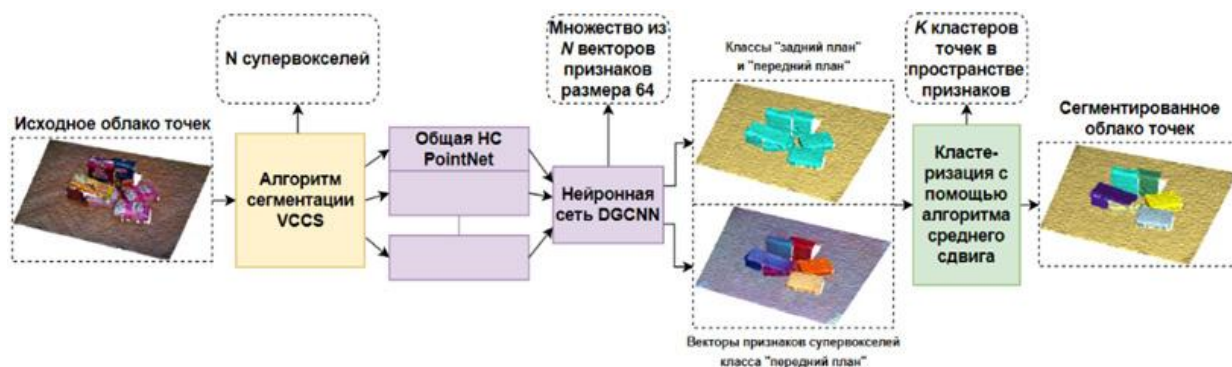 Исходное облако точек
N супервокселей
Алгоритм
сегментации
VCCS
Общая НС
PointNet
Множество из
N векторов
признаков
размера 64
Нейронная
сеть DGCNN
Классы "задний план"
и "передний план"
Векторы признаков супервокселей
класса "передний план"
K кластеров
точек в
пространстве
признаков
Класте-
ризация с
помощью
алгоритма
среднего
сдвига
Сегментированное
облако точек